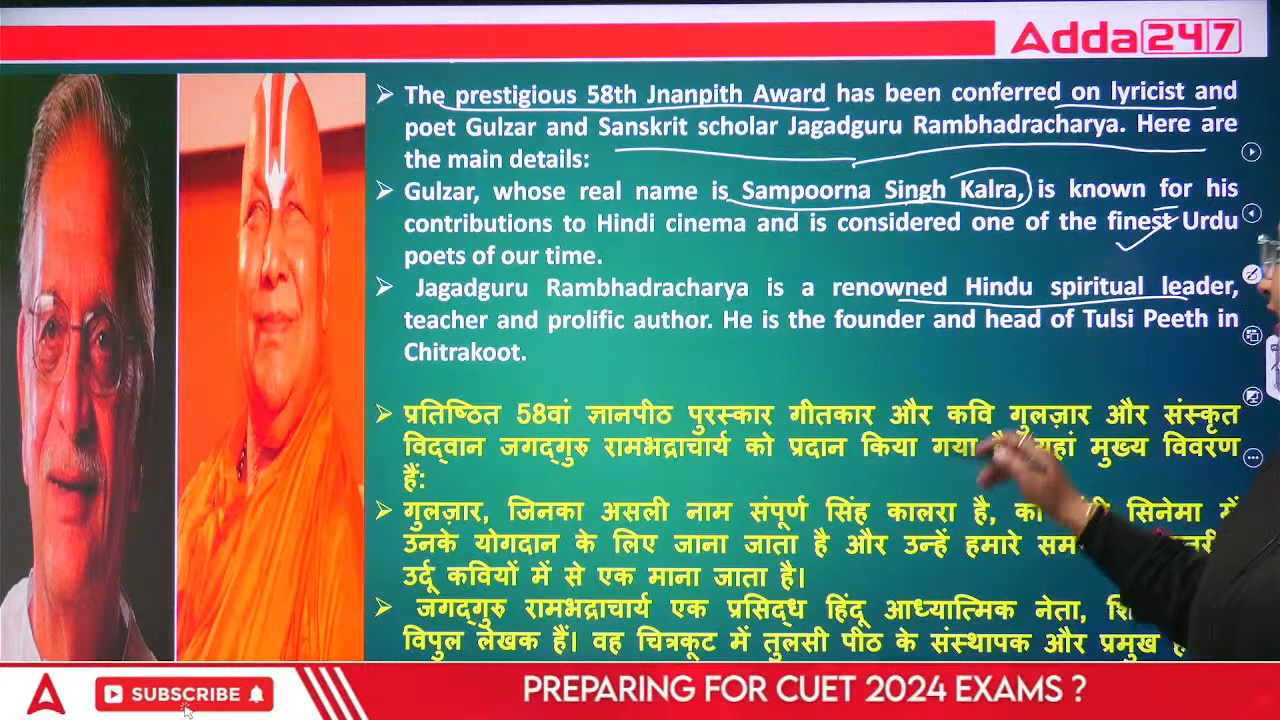 Adda 247
The prestigious 58th Jnanpith Award has been conferred on lyricist and
poet Gulzar and Sanskrit scholar Jagadguru Rambhadracharya. Here are
the main details:
Gulzar, whose real name is Sampoorna Singh Kalra, is known for his
contributions to Hindi cinema and is considered one of the finest Urdu
poets of our time.
Jagadguru Rambhadracharya is a renowned Hindu spiritual leader,
teacher and prolific author. He is the founder and head of Tulsi Peeth in
Chitrakoot.
प्रतिष्ठित 58वां ज्ञानपीठ पुरस्कार गीतकार और कवि गुलज़ार और संस्कृत
विद्वान जगद्गुरु रामभद्राचार्य को प्रदान किया गया यहां मुख्य विवरण
हैं:
गुलज़ार, जिनका असली नाम संपूर्ण सिंह कालरा है, सिनेमा में
उनके योगदान के लिए जाना जाता है और उन्हें हमारे
उर्दू कवियों में से एक माना जाता है।
जगद्गुरु रामभद्राचार्य एक प्रसिद्ध हिंदू आध्यात्मिक नेता,
विपुल लेखक हैं। वह चित्रकूट में तुलसी पीठ के संस्थापक और प्रमुख
SUBSCRIBE
PREPARING FOR CUET 2024 EXAMS ?